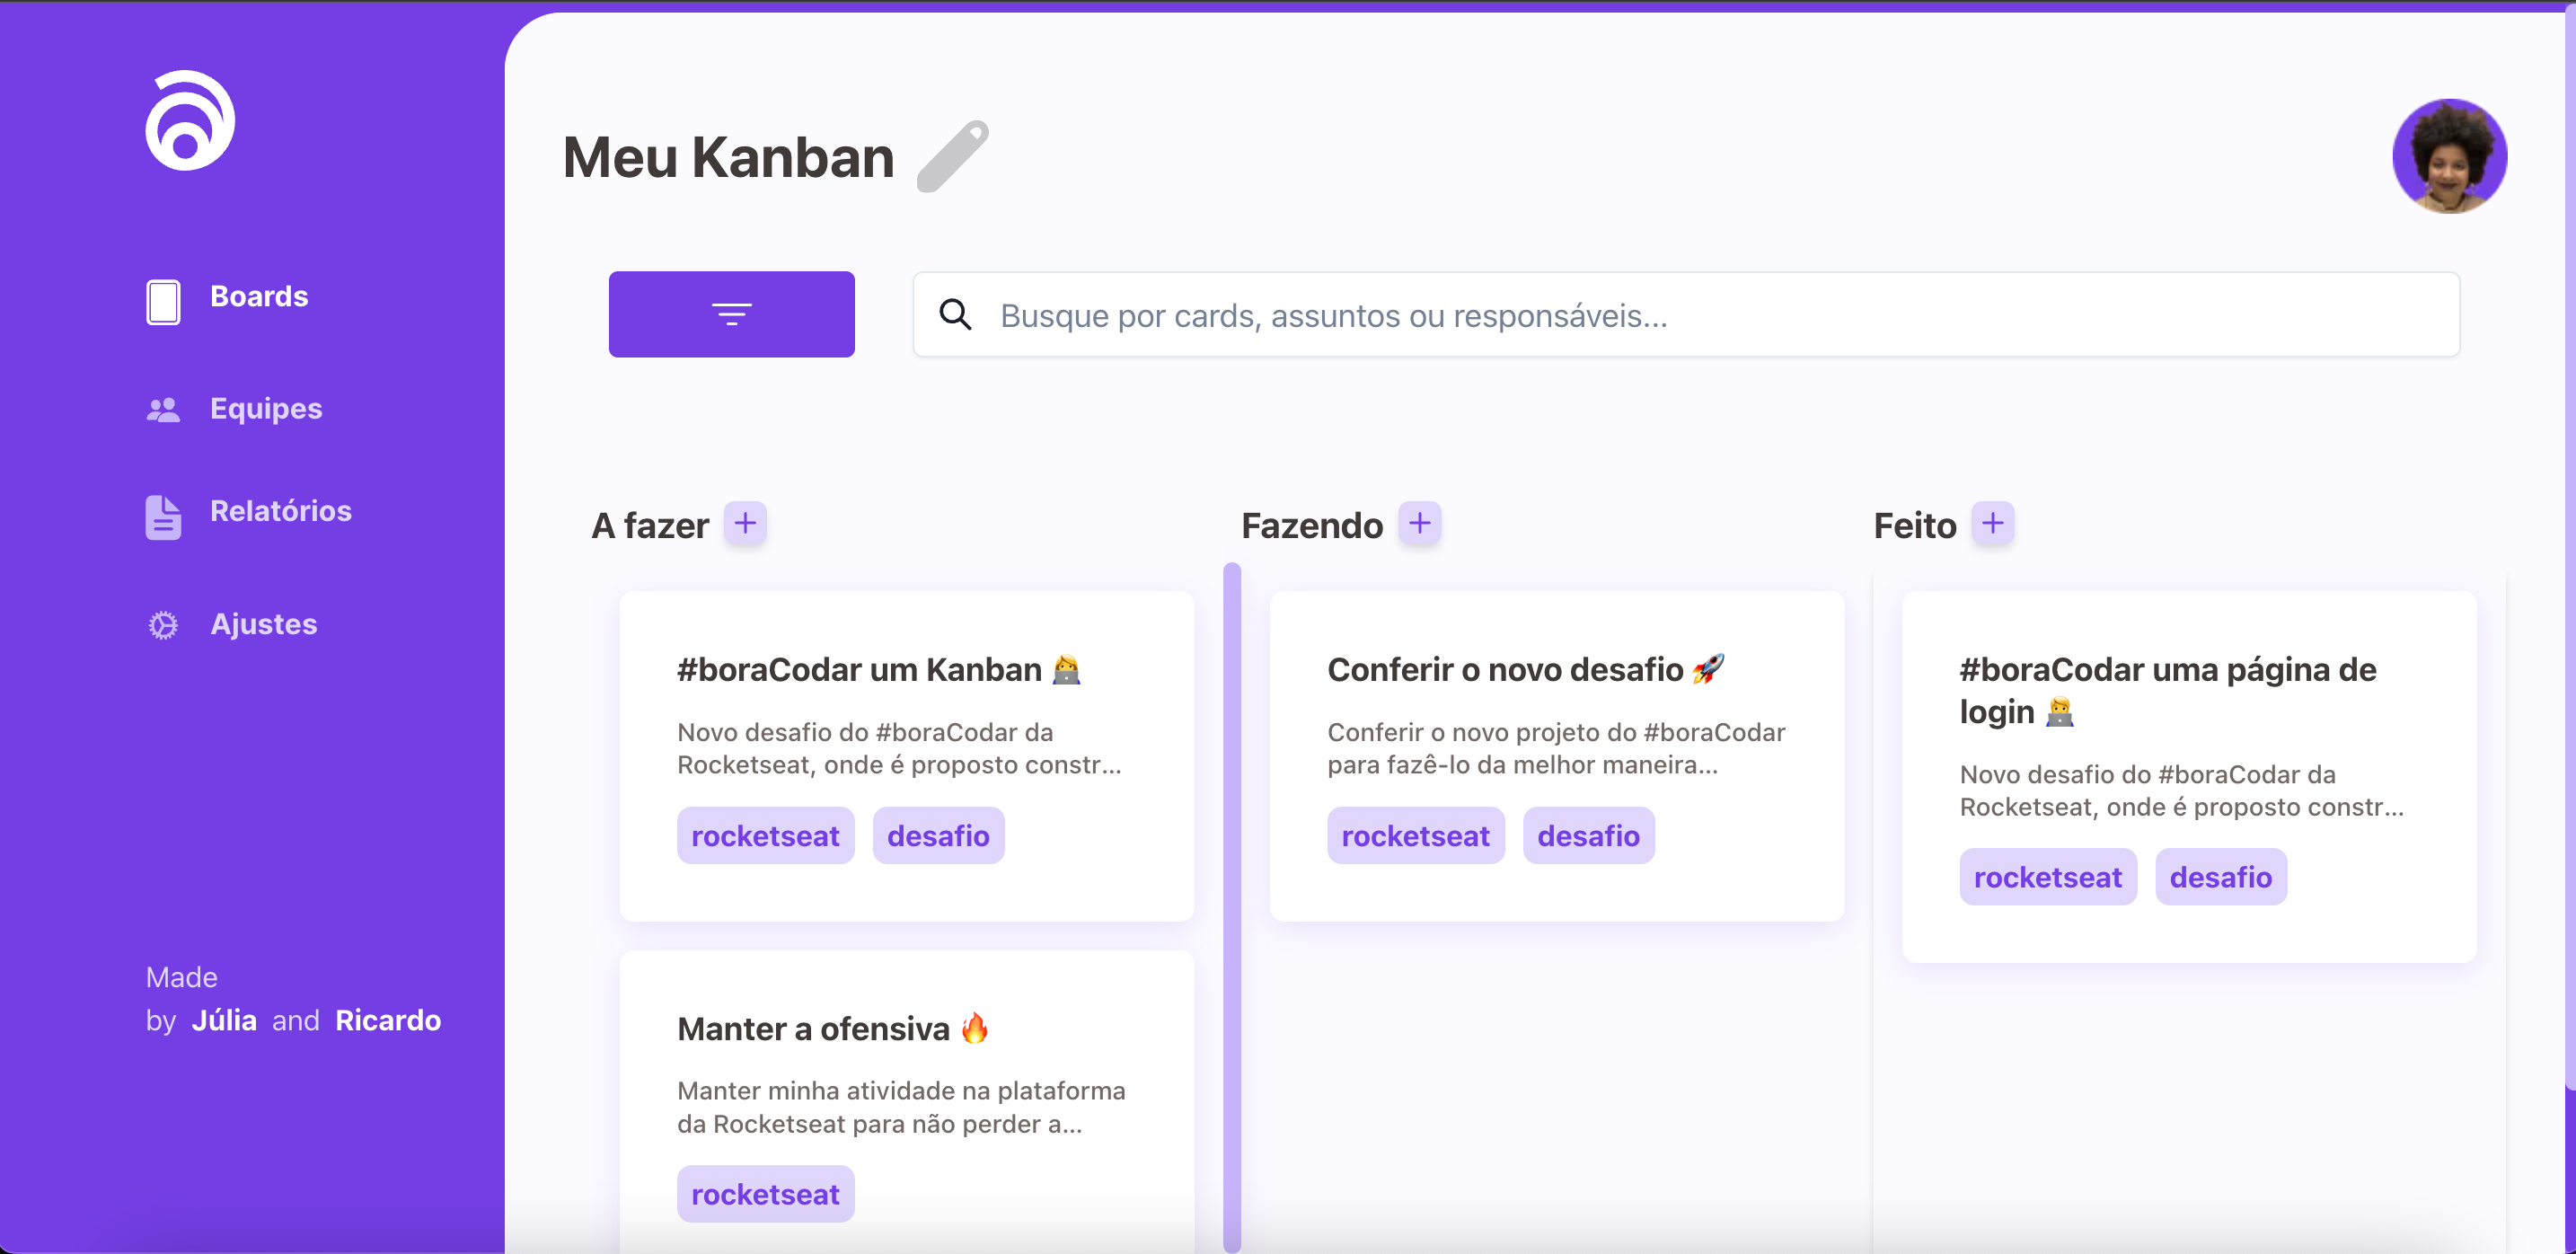 Meu Kanban
Boards
Equipes
Relatórios
Ajustes
Made
by Júlia and Ricardo
Busque por cards, assuntos ou responsáveis...
A fazer
#boraCodar um Kanban 👩‍💻
Novo desafio do #boraCodar da
Rocketseat, onde é proposto constr...
rocketseat desafio
Manter a ofensiva 🔥
Manter minha atividade na plataforma
da Rocketseat para não perder a...
rocketseat
Fazendo
Conferir o novo desafio 🚀
Conferir o novo projeto do #boraCodar
para fazê-lo da melhor maneira...
rocketseat desafio
Feito
#boraCodar uma página de
login 👩‍💻
Novo desafio do #boraCodar da
Rocketseat, onde é proposto constr...
rocketseat desafio